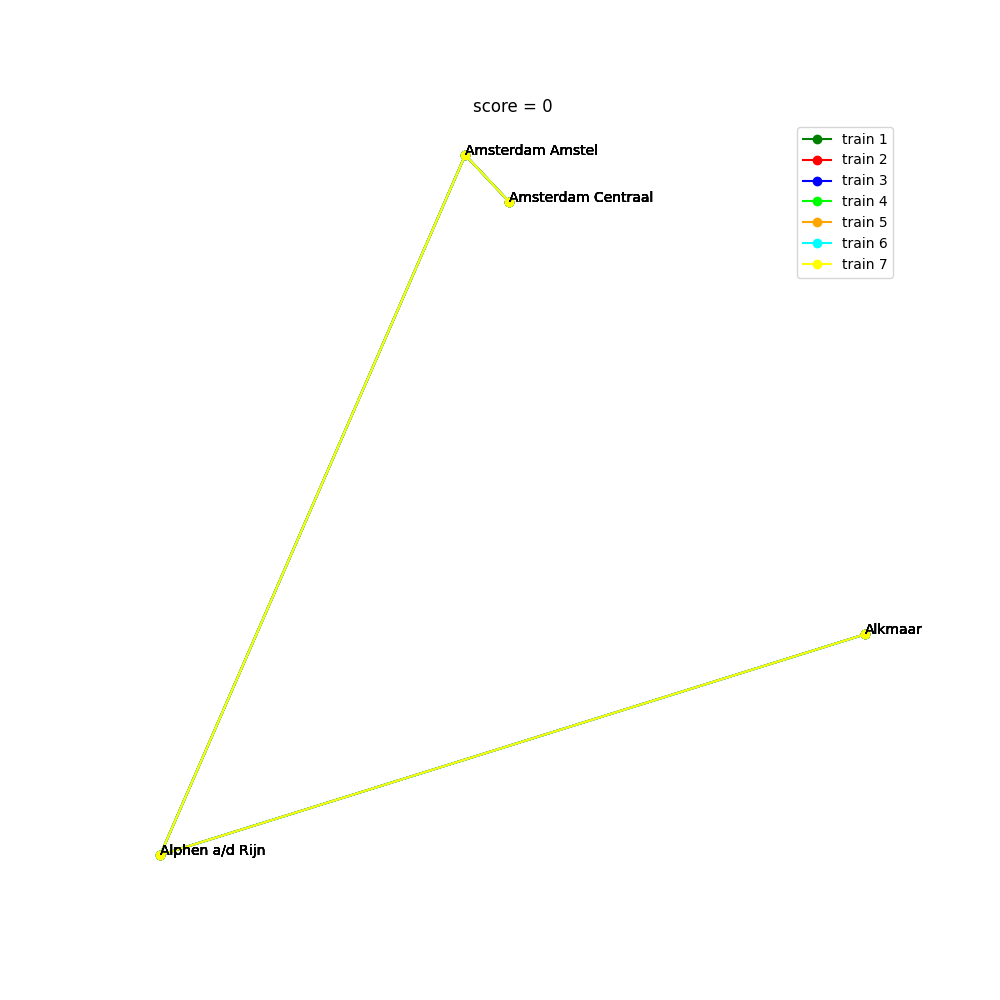 score = 0
train 1
train 2
train 3
train 4
train 5
train 6
train 7
Amsterdam Amstel
Amsterdam Centraal
Alkmaar
Alphen a/d Rijn